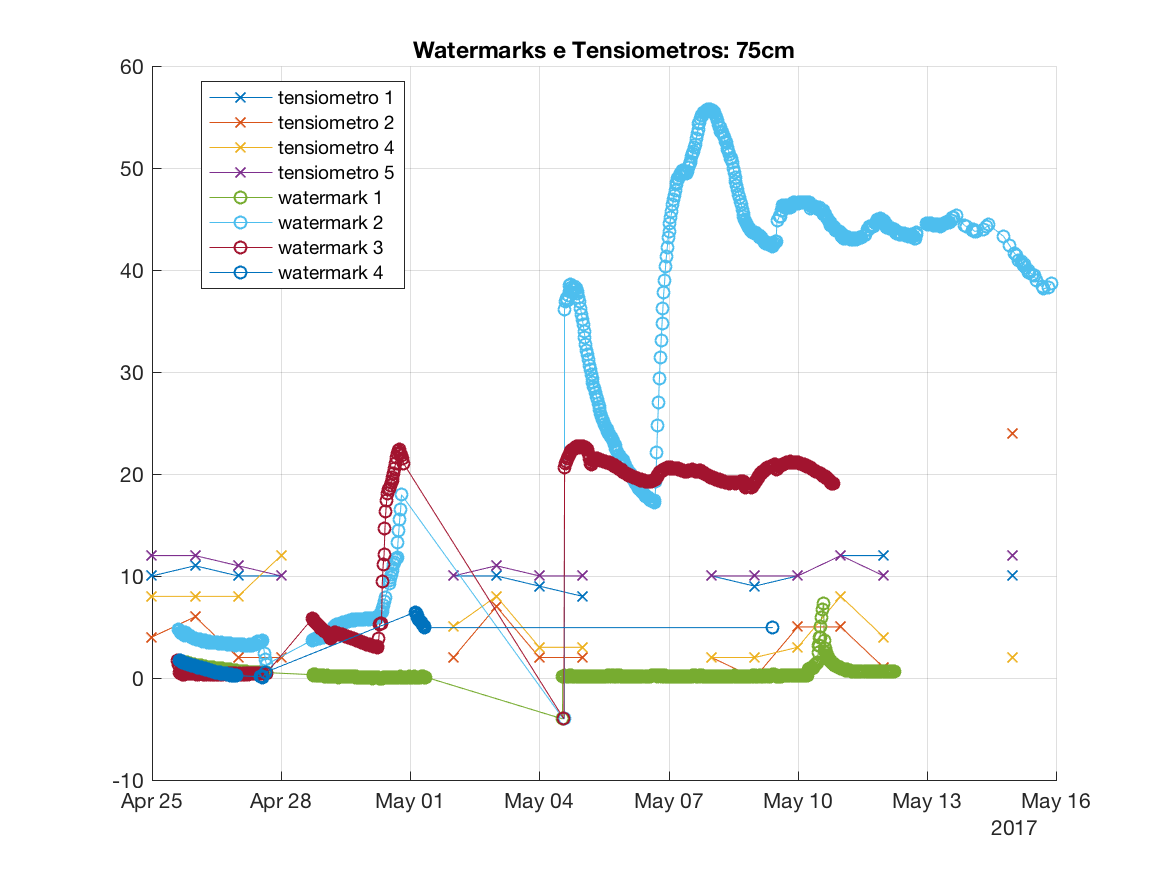 Watermarks e Tensiometros: 75cm
60
50
40
30
20
10
0
-10
tensiometro 1
tensiometro 2
tensiometro 4
tensiometro 5
watermark 1
watermark 2
watermark 3
watermark 4
Apr 25 Apr 28 May 01 May 04 May 07 May 10 May 13 May 16
2017